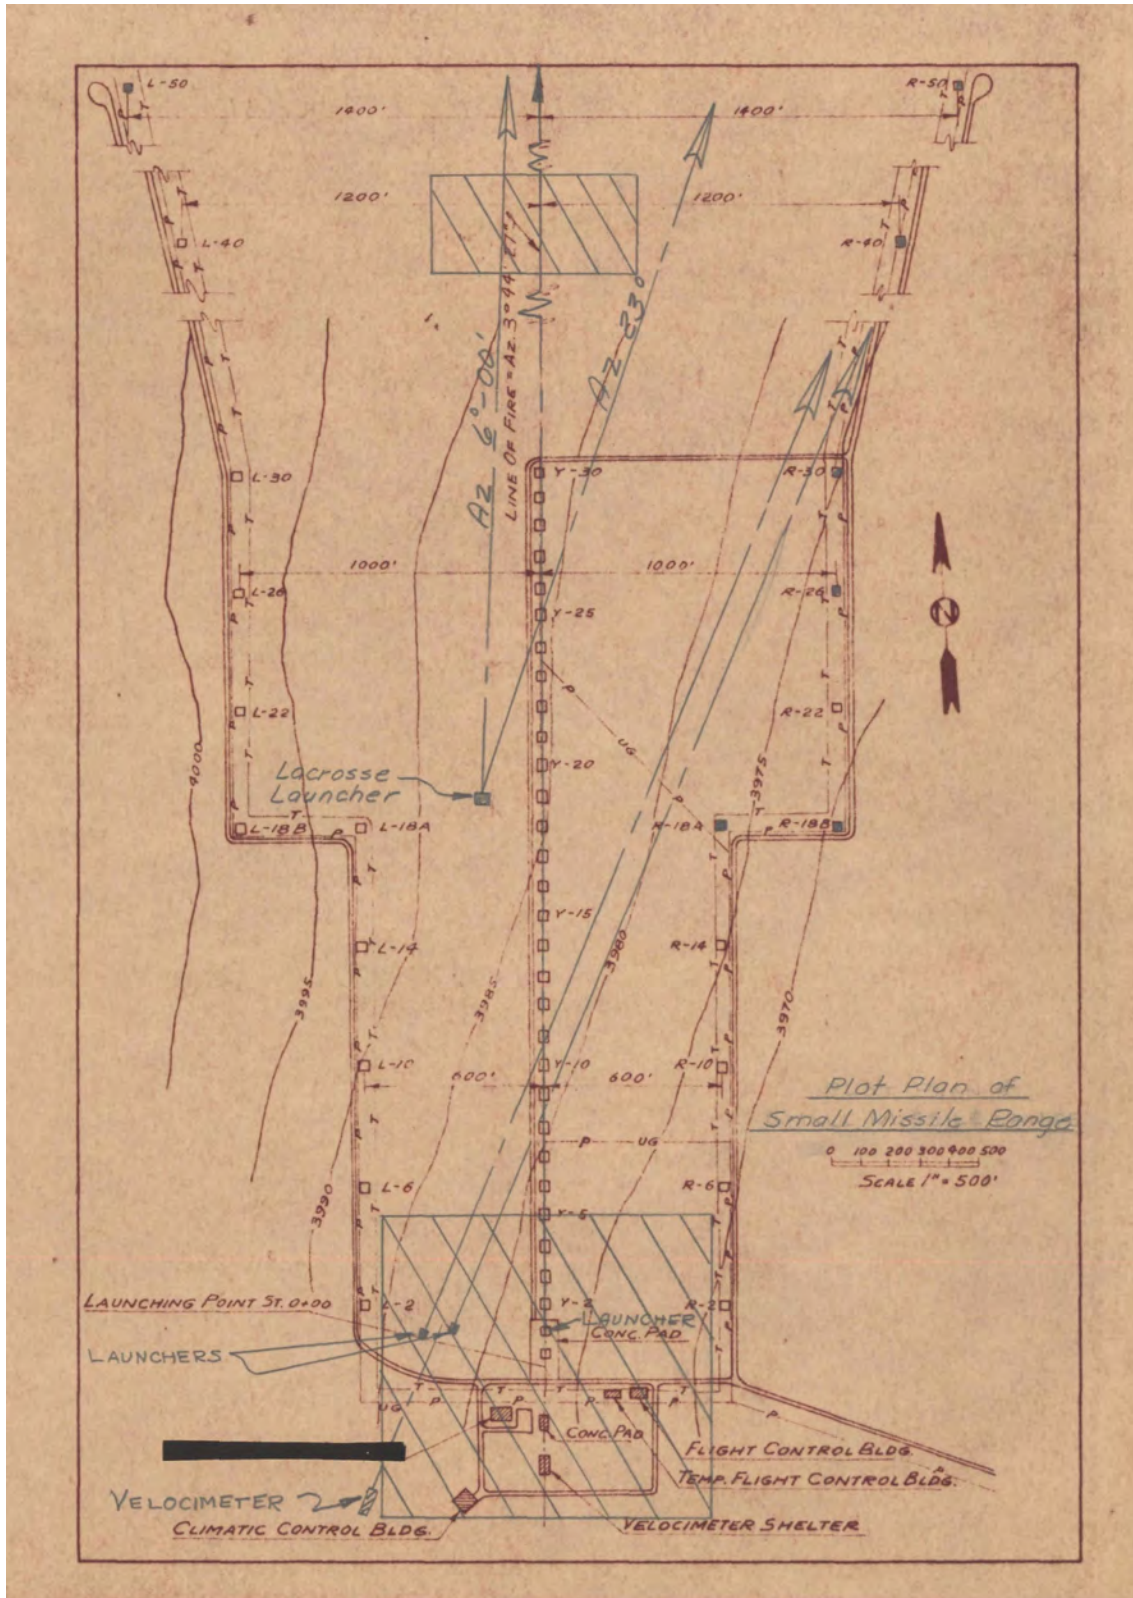 L-50
R-50
1400'
1400'
1200'
1200'
L-40
R-40
LINE OF FIRE = AZ. 3° 44' 21"
AZ 6°-00'
AZ 23°
L-30
Y-30
R-30
1000'
1000'
L-26
Y-25
R-26
L-22
R-22
UG
4000
Y-20
3975
Lacrosse
Launcher
L-18B
L-18A
R-18A
R-18B
Y-15
L-14
R-14
3980
3995
3985
3970
L-10
Y-10
R-10
600'
600'
Plot Plan of
Small Missile Range
P UG
0 100 200 300 400 500
SCALE 1" = 500'
L-6
R-6
3990
Y-5
LAUNCHING POINT ST. 0+00
L-2
Y-2
R-2
LAUNCHER
CONC. PAD
LAUNCHERS
UG
P
CONC. PAD
FLIGHT CONTROL BLDG.
TEMP. FLIGHT CONTROL BLDG.
VELOCIMETER
CLIMATIC CONTROL BLDG.
VELOCIMETER SHELTER